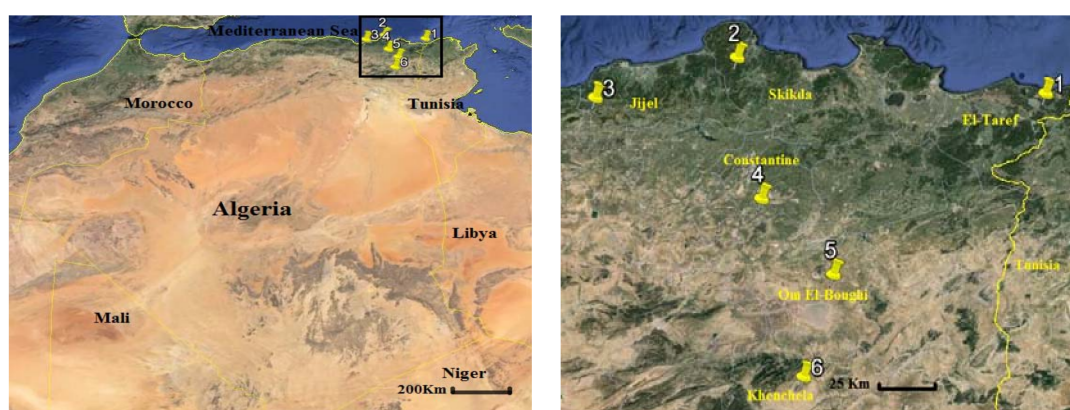 Mediterranean Sea
2
3
4
1
5
6
Morocco
Tunisia
Algeria
Libya
Mali
Niger
200Km
2
3
1
Jijel
Skikda
El-Taref
Constantine
4
5
Tunisia
Om El-Boughi
6
Khenchela
25 Km